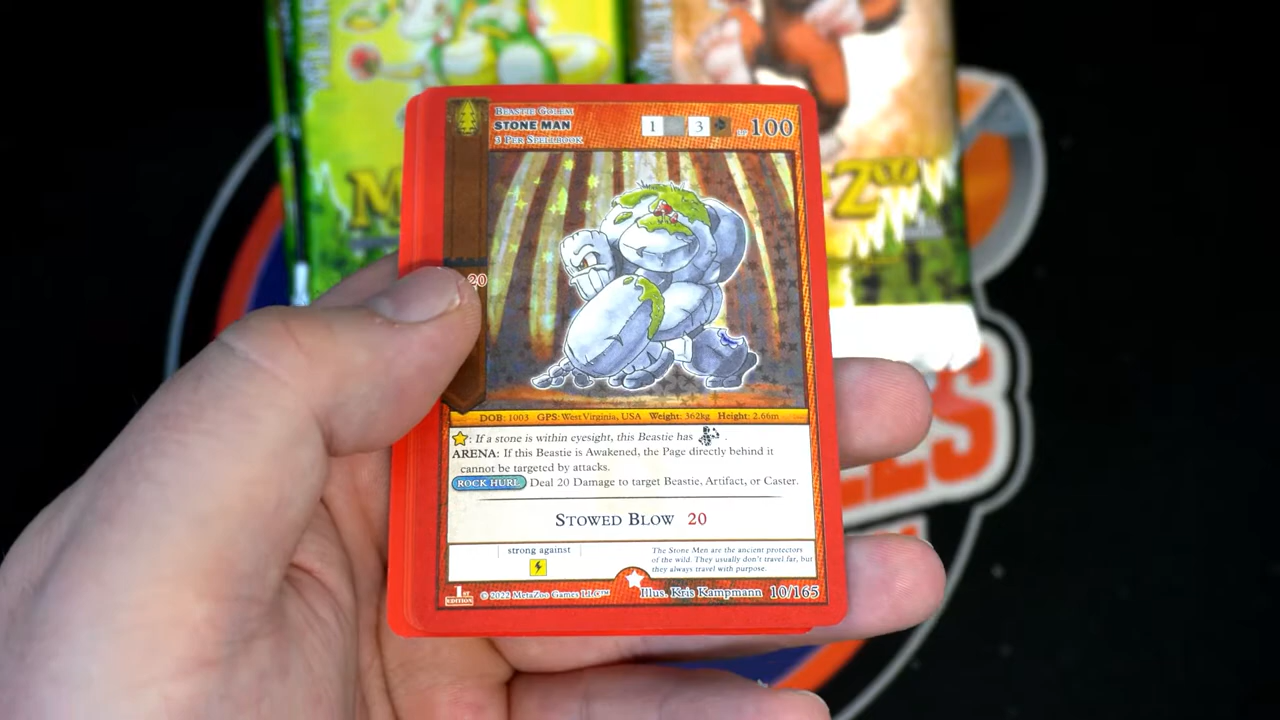 Beastie Golem
Stone Man
3 Per Spellbook
1 3 LP 100
20
DOB: 1003 GPS: West Virginia, USA Weight: 362kg Height: 2.66m
: If a stone is within eyesight, this Beastie has .
ARENA: If this Beastie is Awakened, the Page directly behind it
cannot be targeted by attacks.
ROCK HURL Deal 20 Damage to target Beastie, Artifact, or Caster.
Stowed Blow 20
strong against
The Stone Men are the ancient protectors
of the wild. They usually don't travel far, but
they always travel with purpose.
1st Edition © 2022 MetaZoo Games LLC™ Illus. Kris Kampmann 10/165